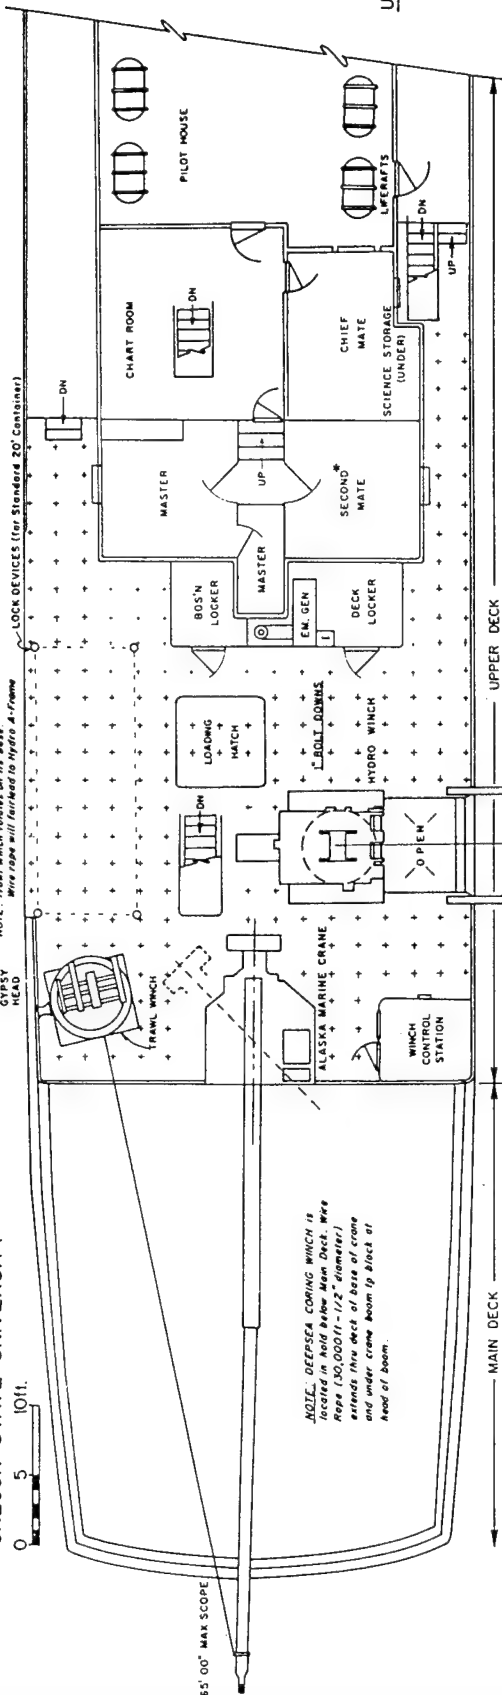 0 5 10ft.
GYPSY
HEAD
Wire rope will fairlead to Hydro A-Frame
LOCK DEVICES (for Standard 20' Container)
65' 00" MAX SCOPE
TRAWL WINCH
DN
LOADING
HATCH
BOS'N
LOCKER
MASTER
MASTER
DN
CHART ROOM
DN
PILOT HOUSE
ALASKA MARINE CRANE
1" BOLT DOWNS
EM. GEN
UP
SECOND*
MATE
CHIEF
MATE
LIFERAFTS
WINCH
CONTROL
STATION
OPEN
HYDRO WINCH
DECK
LOCKER
SCIENCE STORAGE
(UNDER)
DN
UP
NOTE: DEEPSEA CORING WINCH is
located in hold below Main Deck. Wire
Rope (30,000ft - 1/2" diameter)
extends thru deck at base of crane
and under crane boom tp block at
head of boom.
MAIN DECK
UPPER DECK